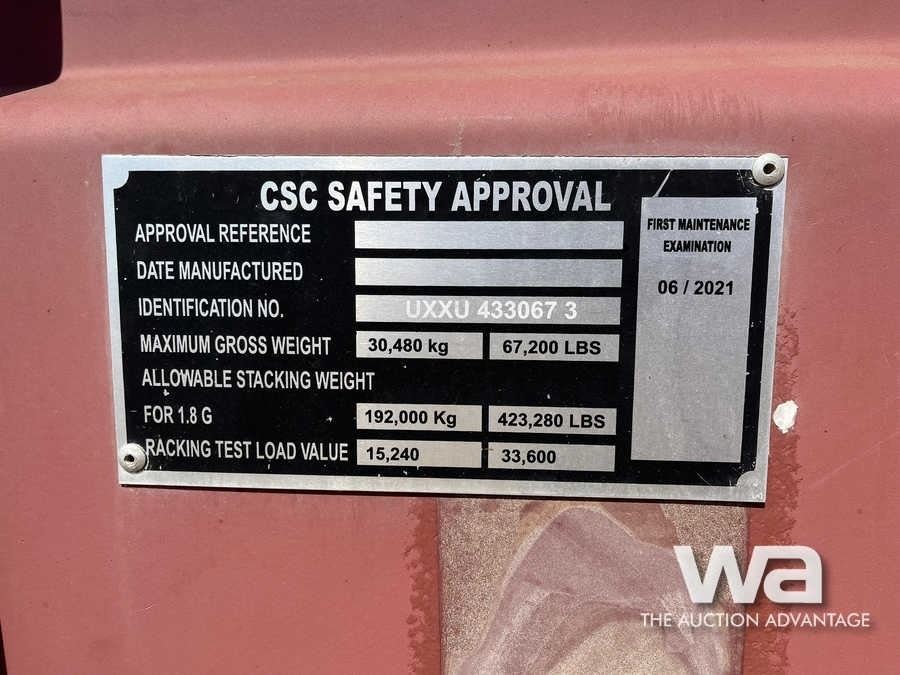 CSC SAFETY APPROVAL
APPROVAL REFERENCE
DATE MANUFACTURED
IDENTIFICATION NO. UXXU 433067 3
MAXIMUM GROSS WEIGHT 30,480 kg 67,200 LBS
ALLOWABLE STACKING WEIGHT
FOR 1.8 G 192,000 Kg 423,280 LBS
RACKING TEST LOAD VALUE 15,240 33,600
FIRST MAINTENANCE
EXAMINATION
06 / 2021
wa
THE AUCTION ADVANTAGE